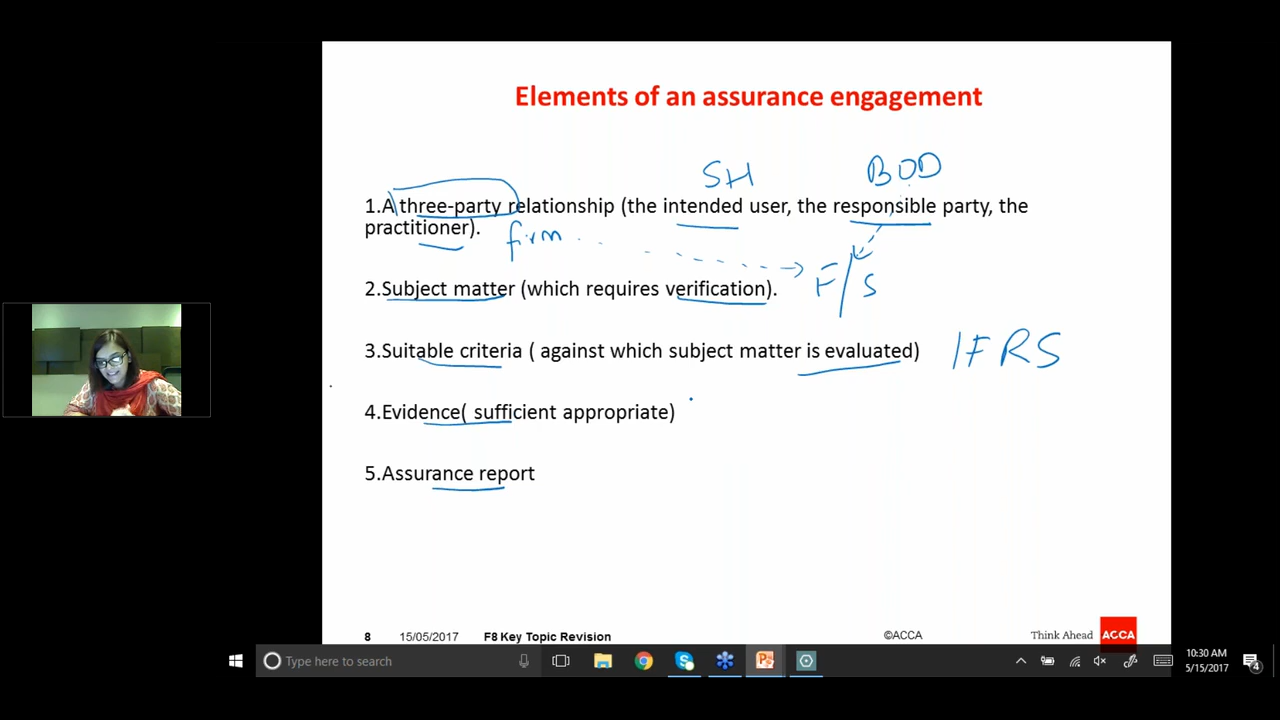 Elements of an assurance engagement
SH BOD
1.A three-party relationship (the intended user, the responsible party, the
practitioner).
firm
2.Subject matter (which requires verification). F/S
3.Suitable criteria ( against which subject matter is evaluated) IFRS
4.Evidence( sufficient appropriate)
5.Assurance report
8 15/05/2017 F8 Key Topic Revision ©ACCA Think Ahead ACCA
Type here to search
10:30 AM
5/15/2017
4